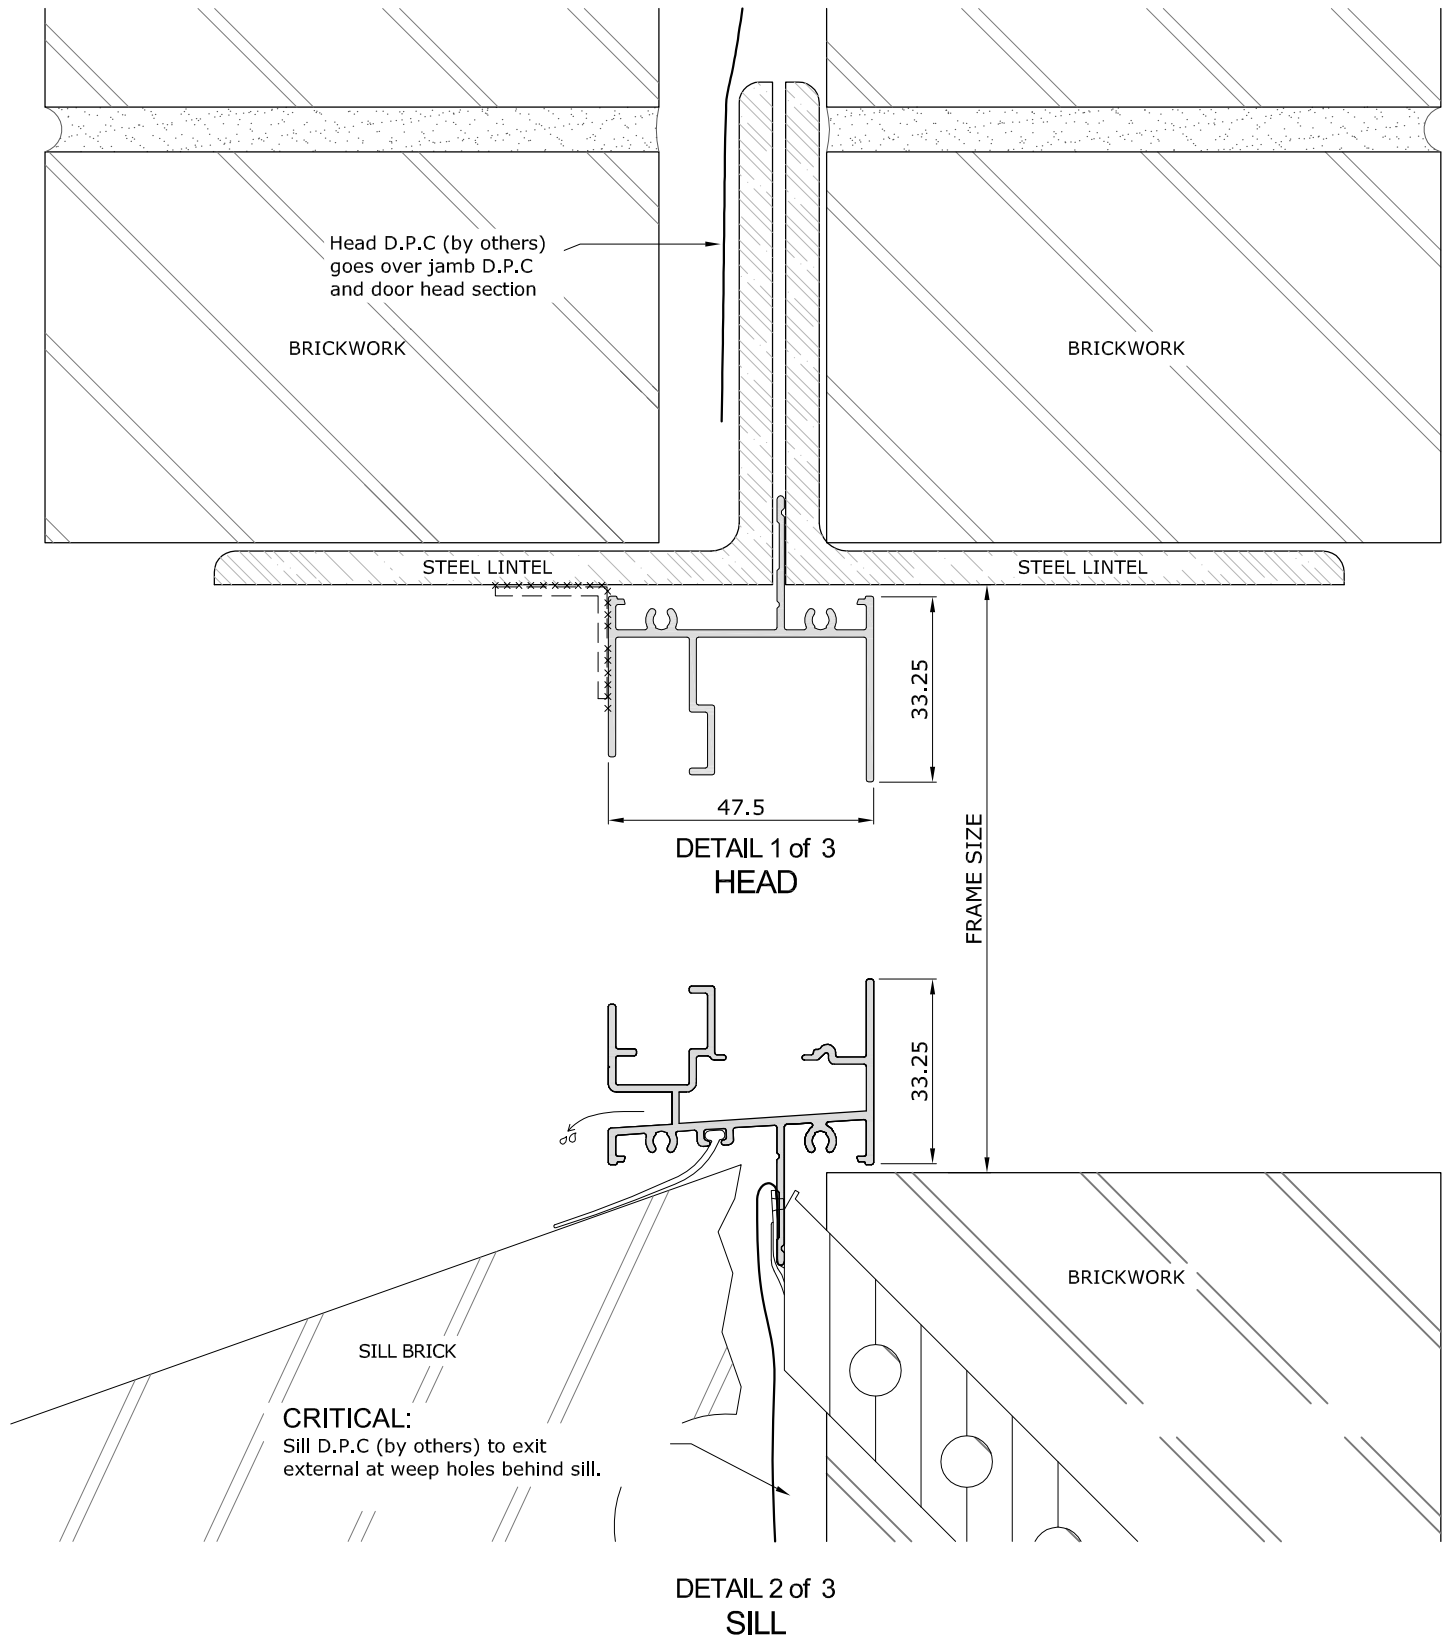 Head D.P.C (by others)
goes over jamb D.P.C
and door head section
BRICKWORK
BRICKWORK
STEEL LINTEL
STEEL LINTEL
33.25
47.5
DETAIL 1 of 3
HEAD
FRAME SIZE
33.25
BRICKWORK
SILL BRICK
CRITICAL:
Sill D.P.C (by others) to exit
external at weep holes behind sill.
DETAIL 2 of 3
SILL